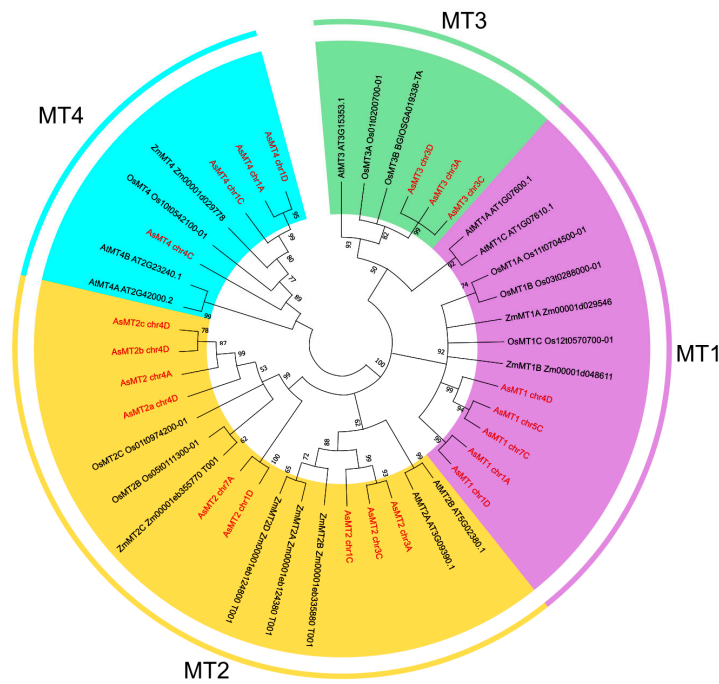 MT3
MT4
MT1
MT2
AtMT3 AT3G15353.1
OsMT3A Os01t0200700-01
OsMT3B BGIOSGA019338-TA
AsMT3 chr3D
AsMT3 chr3A
AsMT3 chr3C
AtMT1A AT1G07600.1
AtMT1C AT1G07610.1
OsMT1A Os11t0704500-01
OsMT1B Os03t0288000-01
ZmMT1A Zm00001d029546
OsMT1C Os12t0570700-01
ZmMT1B Zm00001d048611
AsMT1 chr4D
AsMT1 chr5C
AsMT1 chr7C
AsMT1 chr1A
AsMT1 chr1D
AtMT2B AT5G02380.1
AtMT2A AT3G09390.1
AsMT2 chr3A
AsMT2 chr3C
AsMT2 chr1C
ZmMT2B Zm00001eb335880 T001
ZmMT2A Zm00001eb124380 T001
ZmMT2D Zm00001eb124800 T001
AsMT2 chr1D
AsMT2 chr7A
ZmMT2C Zm00001eb355770 T001
OsMT2B Os05t0111300-01
OsMT2C Os01t0974200-01
AsMT2a chr4D
AsMT2 chr4A
AsMT2b chr4D
AsMT2c chr4D
AtMT4A AT2G42000.2
AtMT4B AT2G23240.1
AsMT4 chr4C
OsMT4 Os10t0542100-01
ZmMT4 Zm00001d029778
AsMT4 chr1C
AsMT4 chr1A
AsMT4 chr1D
93
82
99
50
92
74
92
99
94
99
99
62
93
99
88
72
65
100
62
99
53
99
87
78
99
89
77
80
99
95
100